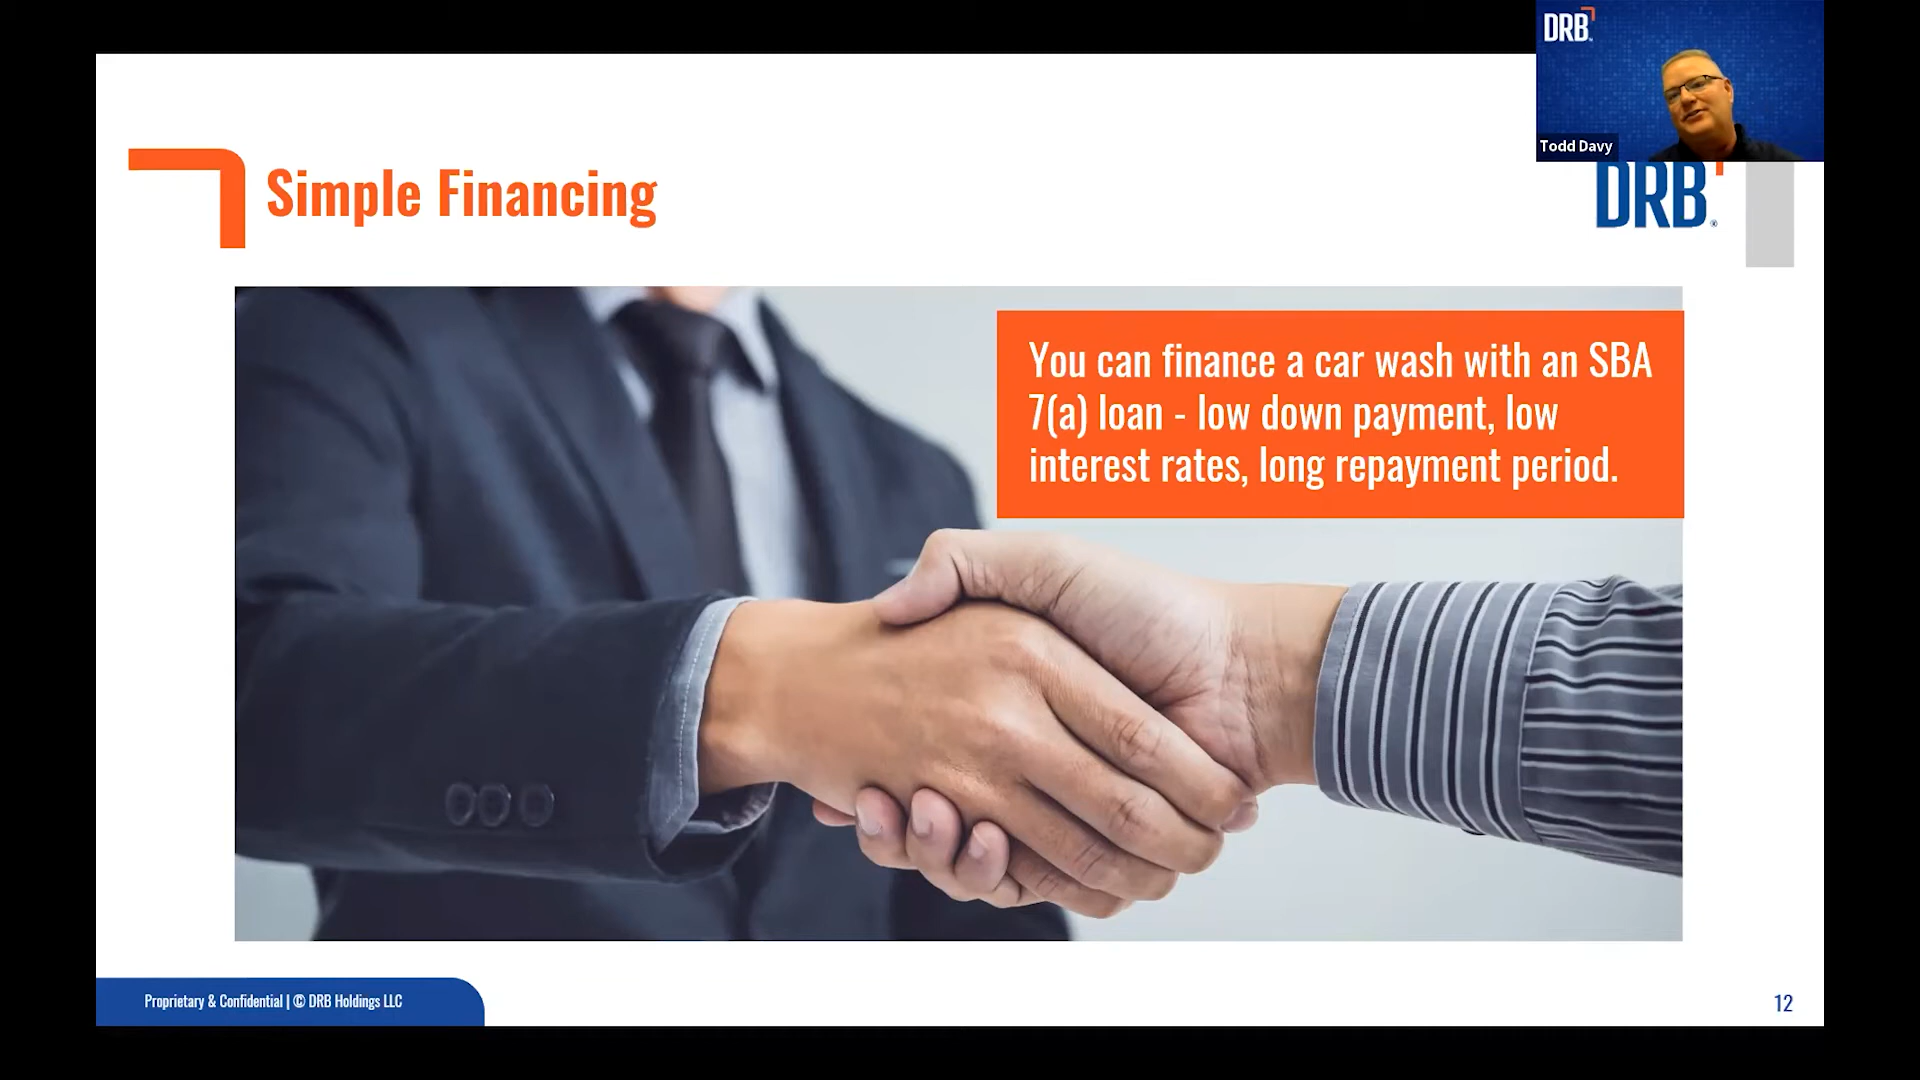 DRB
Todd Davy
Simple Financing
DRB®
You can finance a car wash with an SBA
7(a) loan - low down payment, low
interest rates, long repayment period.
Proprietary & Confidential | © DRB Holdings LLC
12